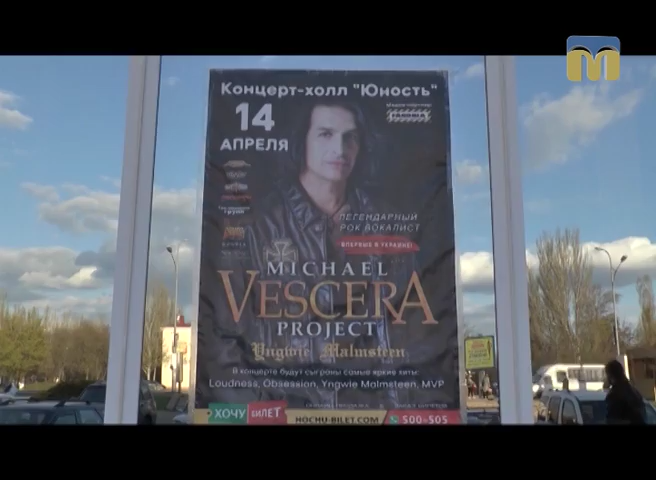 Концерт-холл "Юность"
14
АПРЕЛЯ
ЛЕГЕНДАРНЫЙ
РОК ВОКАЛИСТ
ВПЕРВЫЕ В УКРАИНЕ!
MICHAEL
VESCERA
PROJECT
Yngwie Malmsteen
В концерте будут сыграны самые яркие хиты:
Loudness, Obsession, Yngwie Malmsteen, MVP
ХОЧУ БИЛЕТ
HOCHU-BILET.COM
500-505